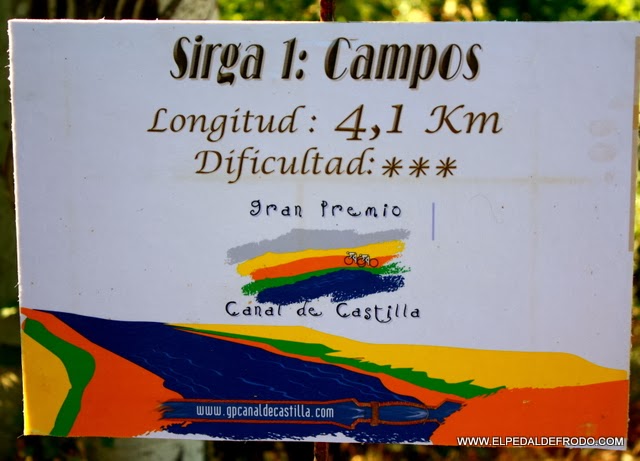 Sirga 1: Campos
Longitud: 4,1 Km
Dificultad: ***
gran Premio
Canal de Castilla
www.gpcanaldecastilla.com
WWW.ELPEDALDEFRODO.COM